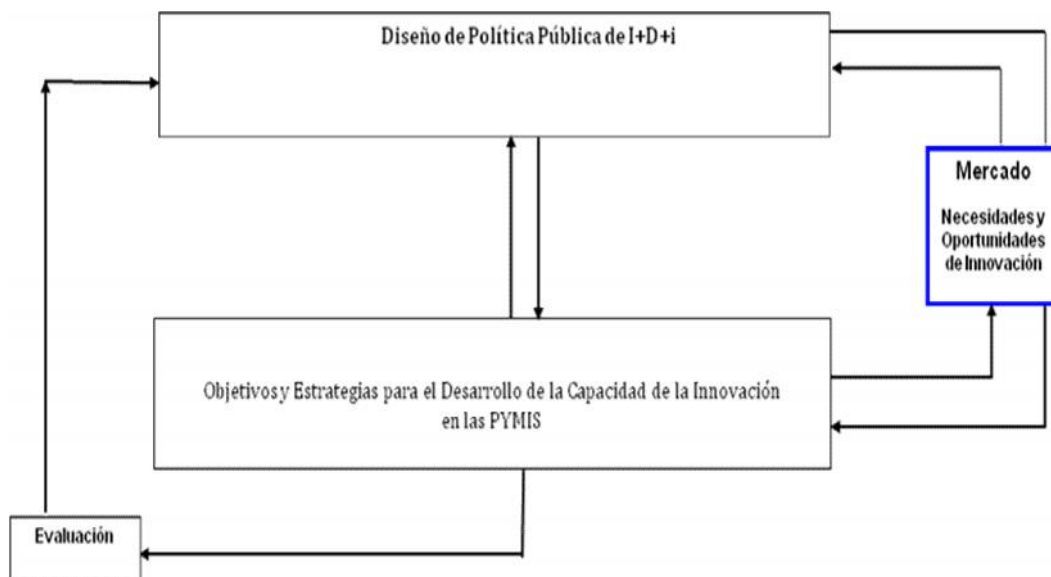 Diseño de Política Pública de I+D+i
Mercado
Necesidades y
Oportunidades
de Innovación
Objetivos y Estrategias para el Desarrollo de la Capacidad de la Innovación
en las PYMIS
Evaluación